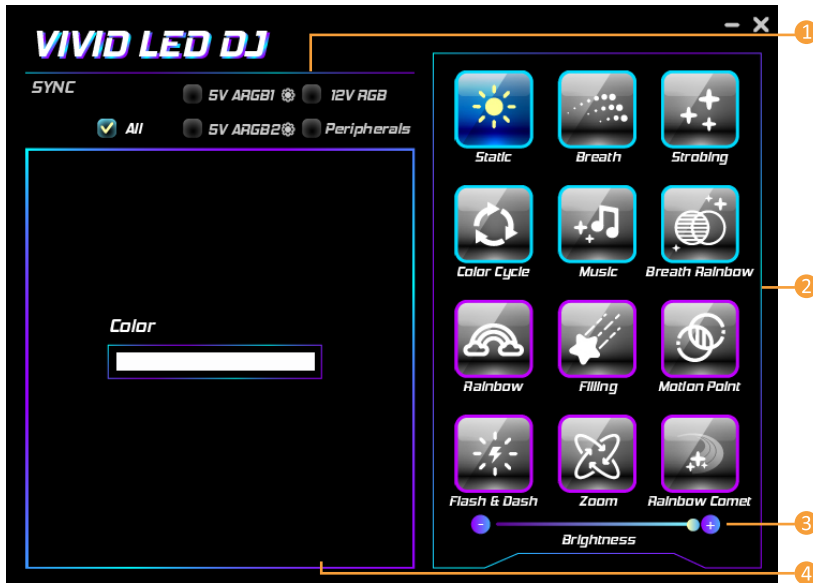 VIVID LED DJ
1
SYNC
5V ARGB1
12V RGB
All
5V ARGB2
Peripherals
Static
Breath
Strobing
Color Cycle
Music
Breath Rainbow
2
Color
Rainbow
Filling
Motion Point
Flash & Dash
Zoom
Rainbow Comet
- +
3
Brightness
4